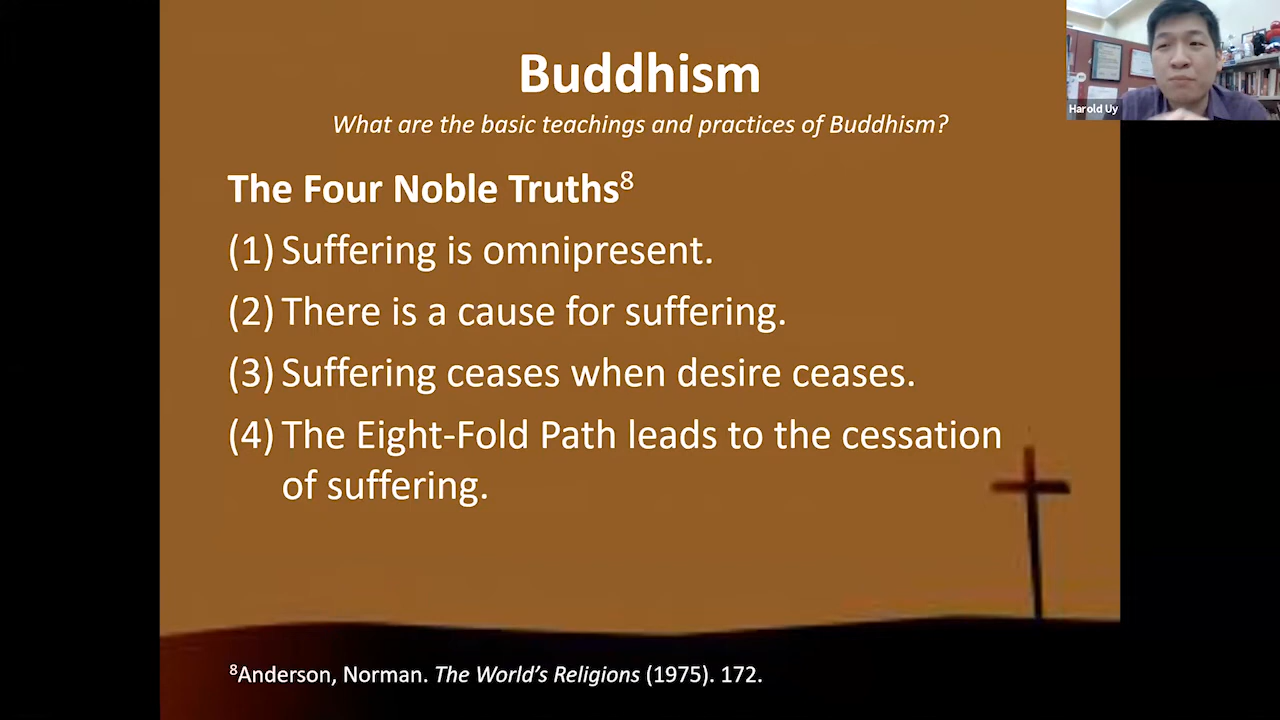 Buddhism
What are the basic teachings and practices of Buddhism?
The Four Noble Truths⁸
(1) Suffering is omnipresent.
(2) There is a cause for suffering.
(3) Suffering ceases when desire ceases.
(4) The Eight-Fold Path leads to the cessation
of suffering.
⁸Anderson, Norman. The World’s Religions (1975). 172.
Harold Uy